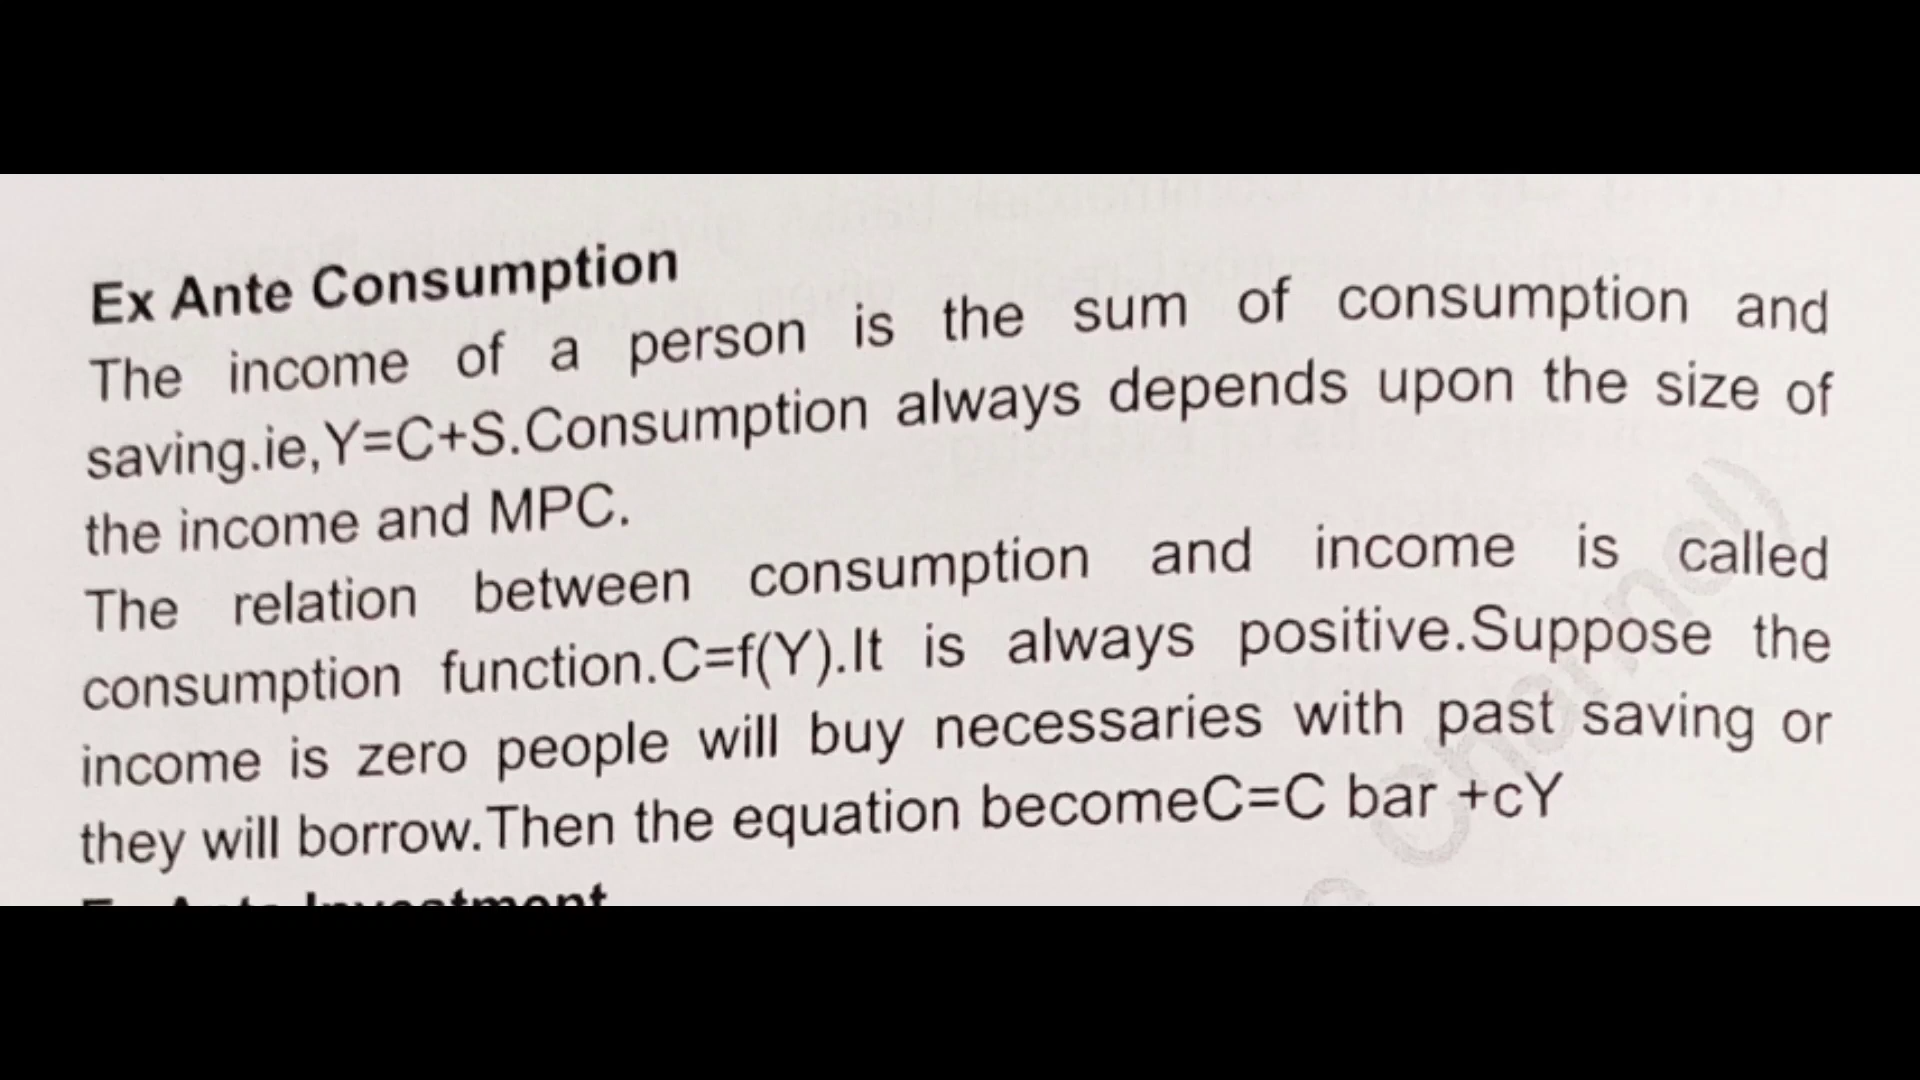 Ex Ante Consumption
The income of a person is the sum of consumption and
saving.ie,Y=C+S.Consumption always depends upon the size of
the income and MPC.
The relation between consumption and income is called
consumption function.C=f(Y).It is always positive.Suppose the
income is zero people will buy necessaries with past saving or
they will borrow.Then the equation becomeC=C bar +cY
Ex Ante Investment